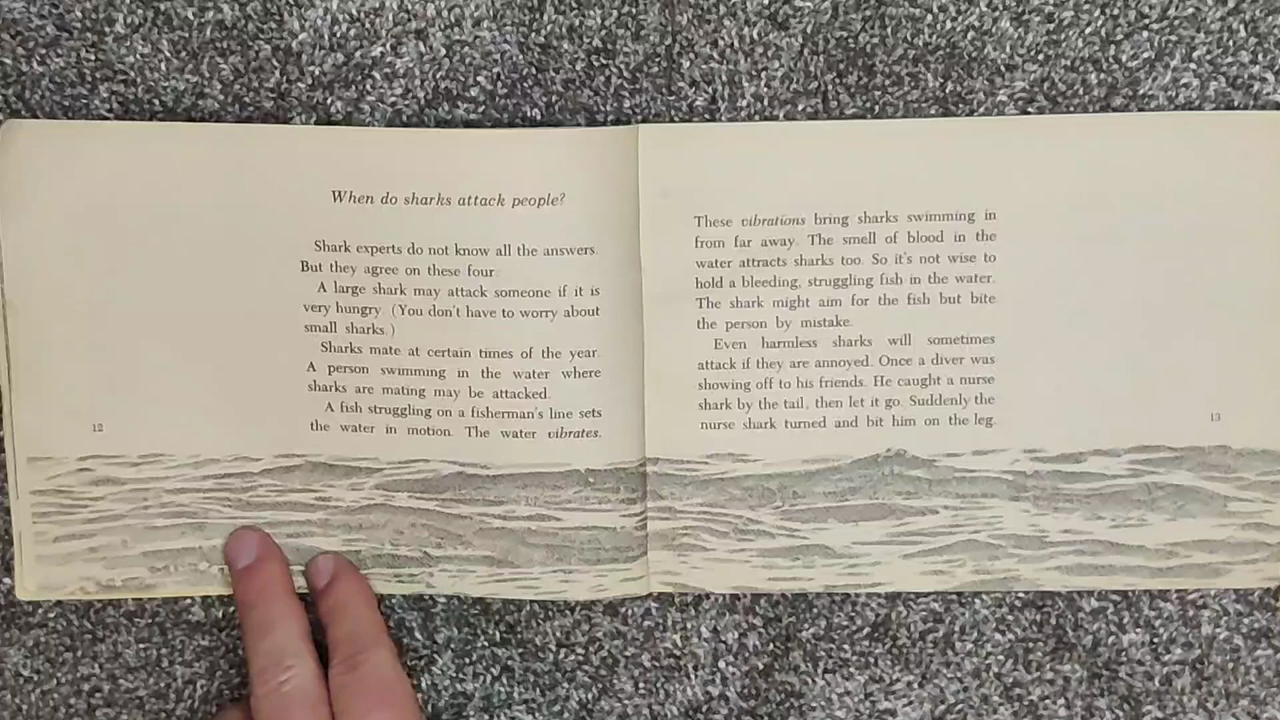 When do sharks attack people?
Shark experts do not know all the answers.
But they agree on these four.
A large shark may attack someone if it is
very hungry. (You don't have to worry about
small sharks.)
Sharks mate at certain times of the year.
A person swimming in the water where
sharks are mating may be attacked.
A fish struggling on a fisherman's line sets
the water in motion. The water vibrates.
12
These vibrations bring sharks swimming in
from far away. The smell of blood in the
water attracts sharks too. So it's not wise to
hold a bleeding, struggling fish in the water.
The shark might aim for the fish but bite
the person by mistake.
Even harmless sharks will sometimes
attack if they are annoyed. Once a diver was
showing off to his friends. He caught a nurse
shark by the tail, then let it go. Suddenly the
nurse shark turned and bit him on the leg.
13